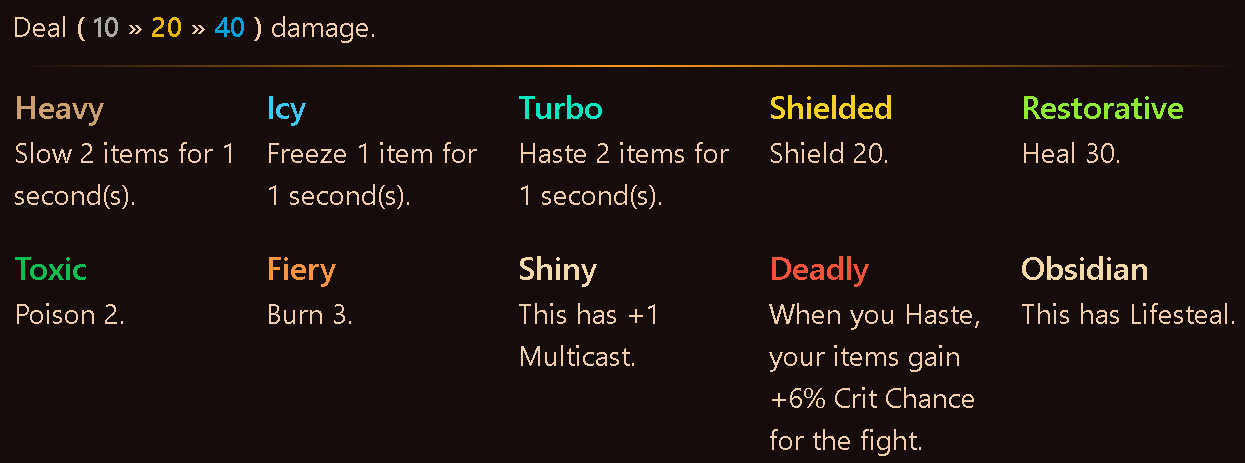 Deal ( 10 » 20 » 40 ) damage.
Heavy
Slow 2 items for 1
second(s).
Icy
Freeze 1 item for
1 second(s).
Turbo
Haste 2 items for
1 second(s).
Shielded
Shield 20.
Restorative
Heal 30.
Toxic
Poison 2.
Fiery
Burn 3.
Shiny
This has +1
Multicast.
Deadly
When you Haste,
your items gain
+6% Crit Chance
for the fight.
Obsidian
This has Lifesteal.